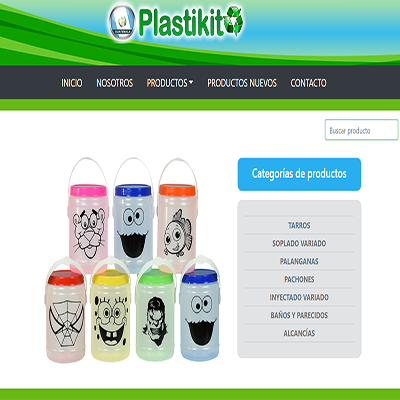 Plastikito
INICIO NOSOTROS PRODUCTOS PRODUCTOS NUEVOS CONTACTO
Buscar producto
Categorías de productos
TARROS
SOPLADO VARIADO
PALANGANAS
PACHONES
INYECTADO VARIADO
BAÑOS Y PARECIDOS
ALCANCÍAS